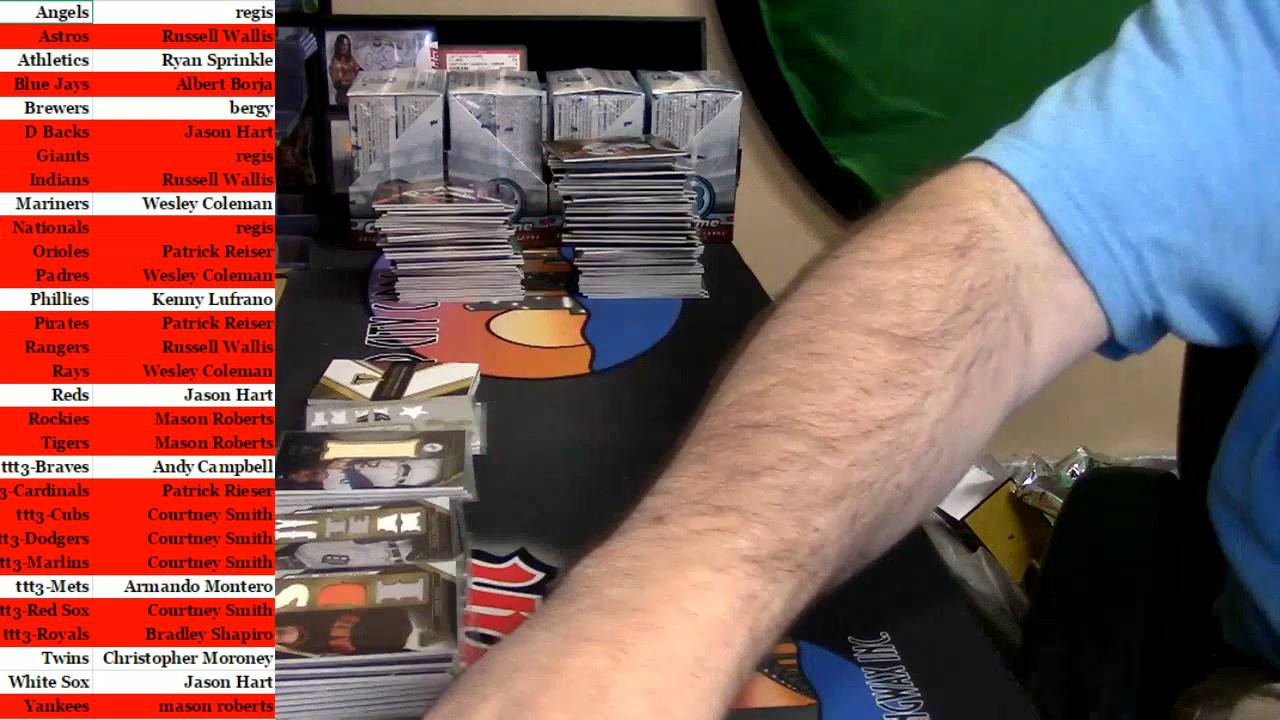 Angels regis
Astros Russell Wallis
Athletics Ryan Sprinkle
Blue Jays Albert Borja
Brewers bergy
D Backs Jason Hart
Giants regis
Indians Russell Wallis
Mariners Wesley Coleman
Nationals regis
Orioles Patrick Reiser
Padres Wesley Coleman
Phillies Kenny Lufrano
Pirates Patrick Reiser
Rangers Russell Wallis
Rays Wesley Coleman
Reds Jason Hart
Rockies Mason Roberts
Tigers Mason Roberts
ttt3-Braves Andy Campbell
3-Cardinals Patrick Rieser
ttt3-Cubs Courtney Smith
tt3-Dodgers Courtney Smith
tt3-Marlins Courtney Smith
ttt3-Mets Armando Montero
tt3-Red Sox Courtney Smith
ttt3-Royals Bradley Shapiro
Twins Christopher Moroney
White Sox Jason Hart
Yankees mason roberts
GWAX INC.